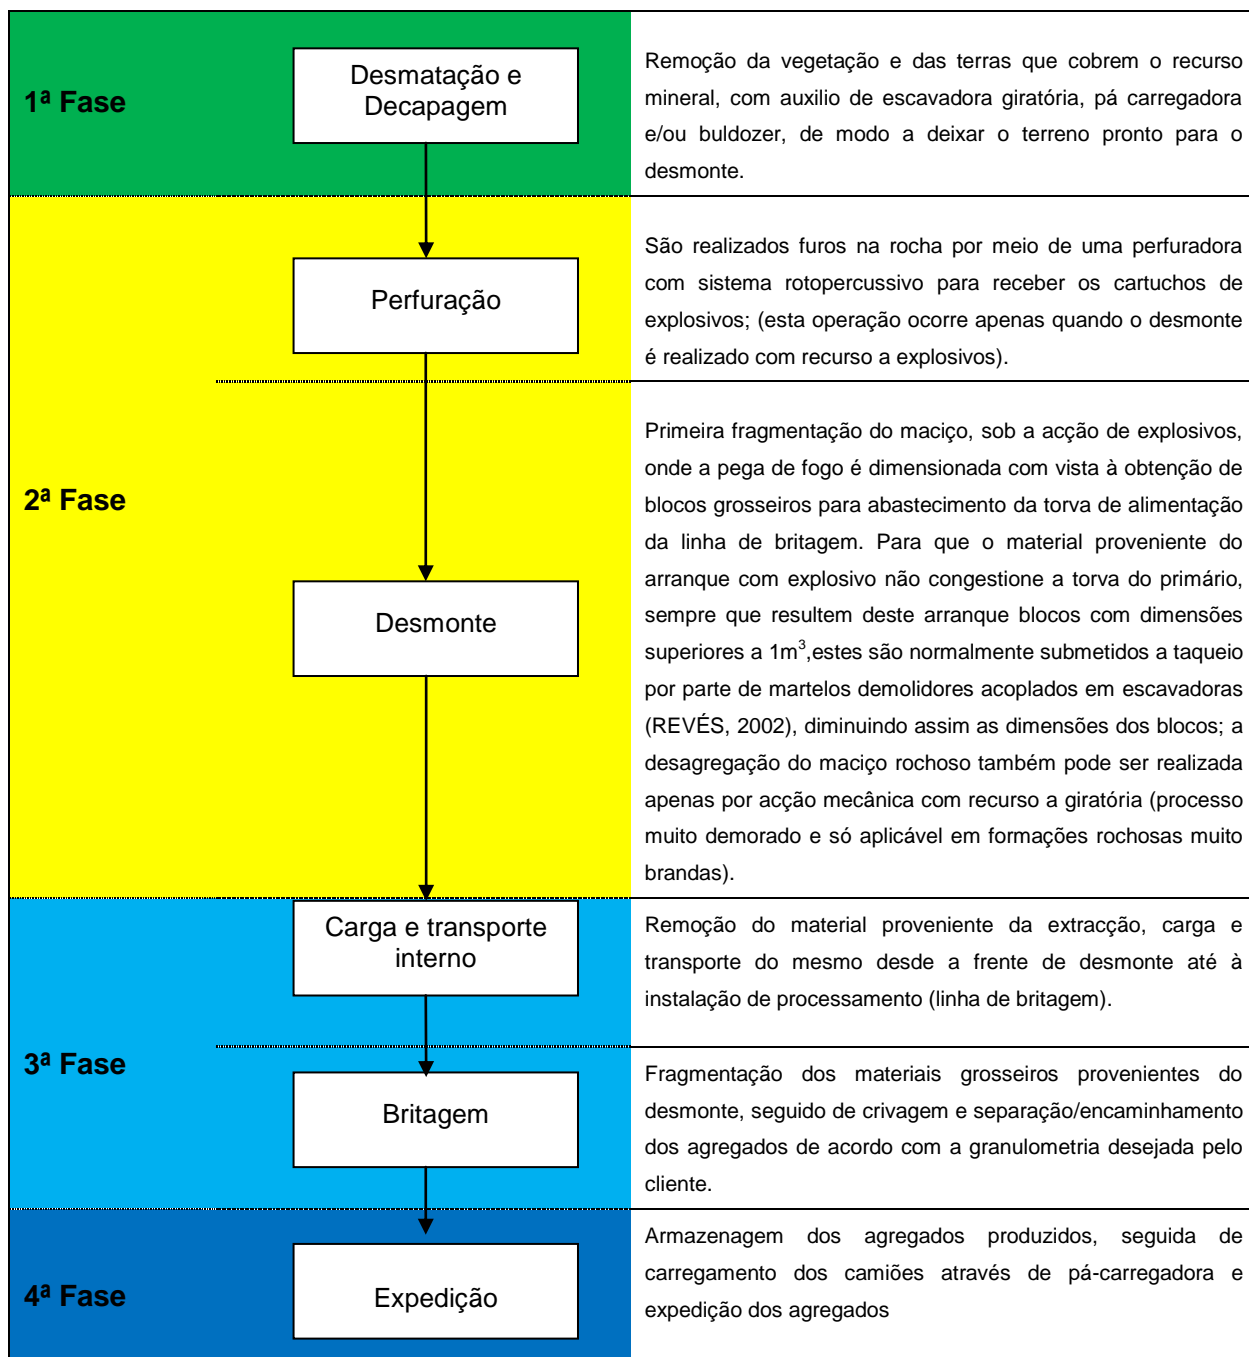 1ª Fase
Desmatação e
Decapagem
Remoção da vegetação e das terras que cobrem o recurso
mineral, com auxilio de escavadora giratória, pá carregadora
e/ou buldozer, de modo a deixar o terreno pronto para o
desmonte.
2ª Fase
Perfuração
São realizados furos na rocha por meio de uma perfuradora
com sistema rotopercussivo para receber os cartuchos de
explosivos; (esta operação ocorre apenas quando o desmonte
é realizado com recurso a explosivos).
Desmonte
Primeira fragmentação do maciço, sob a acção de explosivos,
onde a pega de fogo é dimensionada com vista à obtenção de
blocos grosseiros para abastecimento da torva de alimentação
da linha de britagem. Para que o material proveniente do
arranque com explosivo não congestione a torva do primário,
sempre que resultem deste arranque blocos com dimensões
superiores a 1m³,estes são normalmente submetidos a taqueio
por parte de martelos demolidores acoplados em escavadoras
(REVÉS, 2002), diminuindo assim as dimensões dos blocos; a
desagregação do maciço rochoso também pode ser realizada
apenas por acção mecânica com recurso a giratória (processo
muito demorado e só aplicável em formações rochosas muito
brandas).
3ª Fase
Carga e transporte
interno
Remoção do material proveniente da extracção, carga e
transporte do mesmo desde a frente de desmonte até à
instalação de processamento (linha de britagem).
Britagem
Fragmentação dos materiais grosseiros provenientes do
desmonte, seguido de crivagem e separação/encaminhamento
dos agregados de acordo com a granulometria desejada pelo
cliente.
4ª Fase
Expedição
Armazenagem dos agregados produzidos, seguida de
carregamento dos camiões através de pá-carregadora e
expedição dos agregados